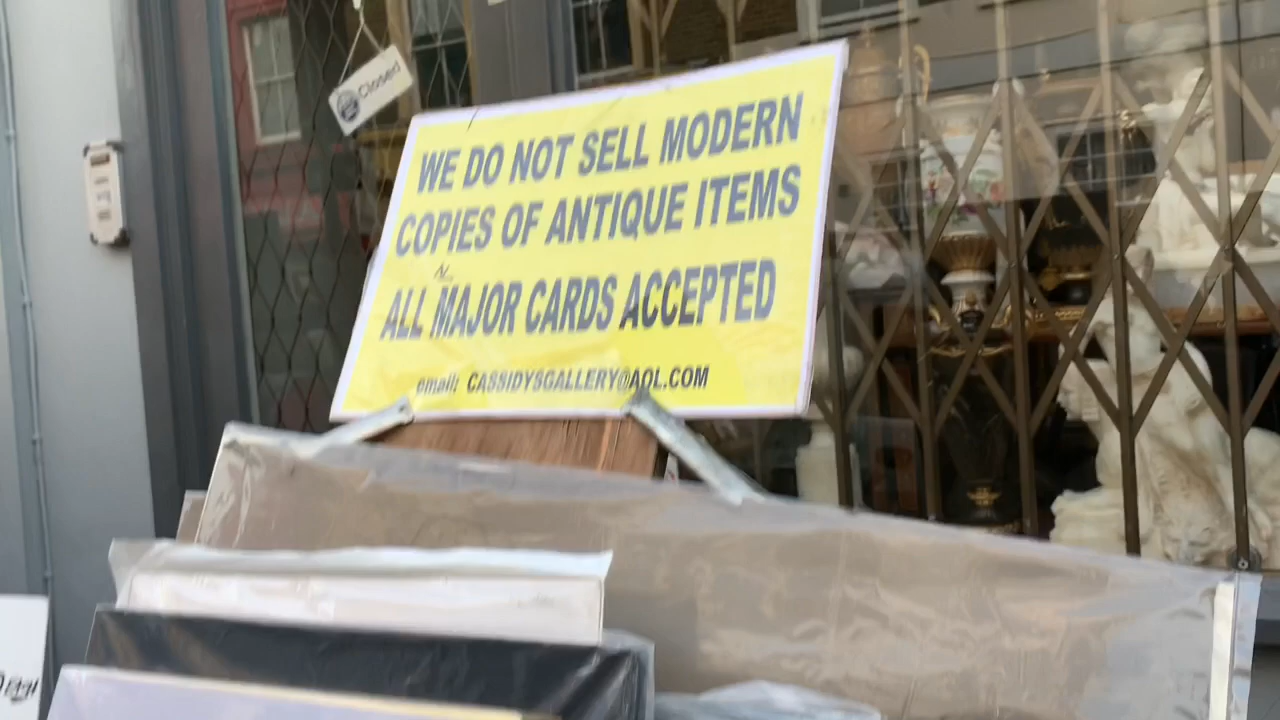 Closed
WE DO NOT SELL MODERN
COPIES OF ANTIQUE ITEMS
ALL MAJOR CARDS ACCEPTED
email: CASSIDYSGALLERY@AOL.COM